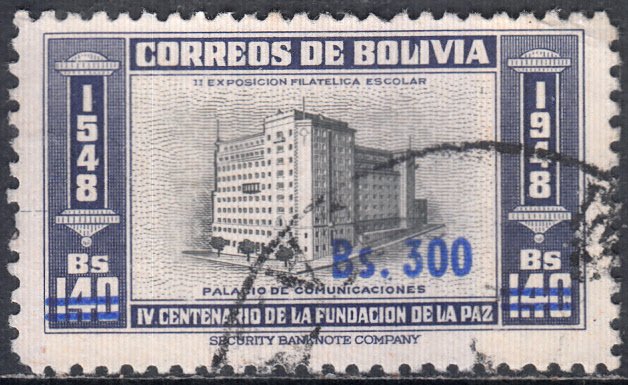 CORREOS DE BOLIVIA
II EXPOSICION FILATELICA ESCOLAR
1548
1948
Bs. 300
Bs 140
Bs 140
PALACIO DE COMUNICACIONES
IV CENTENARIO DE LA FUNDACION DE LA PAZ
SECURITY BANKNOTE COMPANY